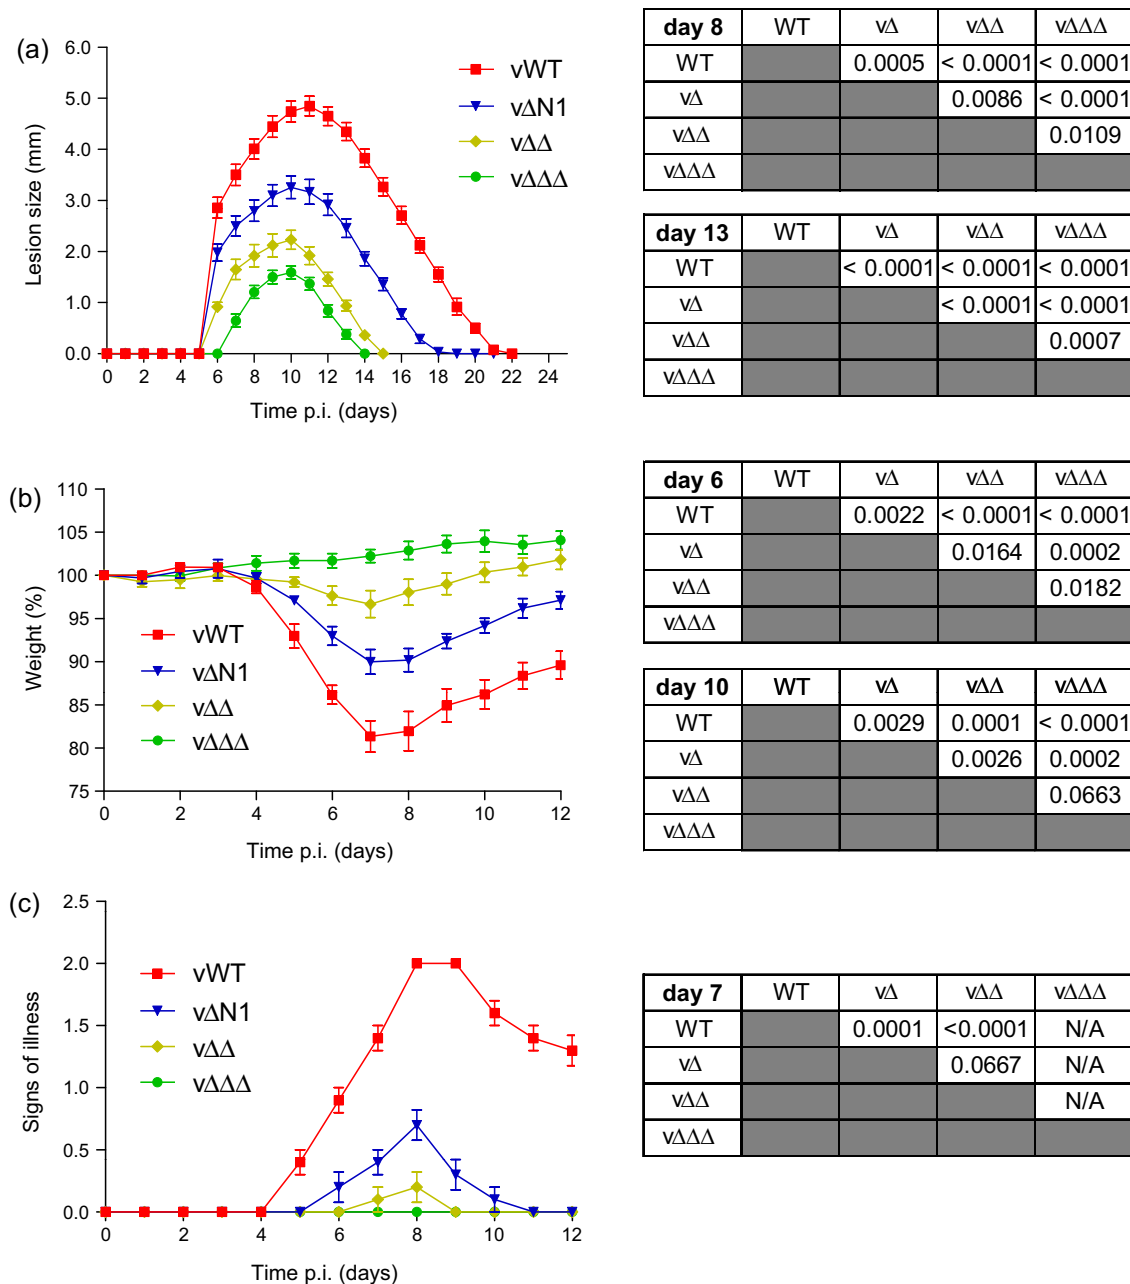 (a)
6.0
5.0
4.0
3.0
2.0
1.0
0.0
Lesion size (mm)
vWT
vΔN1
vΔΔ
vΔΔΔ
0 2 4 6 8 10 12 14 16 18 20 22 24
Time p.i. (days)
day 8 WT vΔ vΔΔ vΔΔΔ
WT 0.0005 < 0.0001 < 0.0001
vΔ 0.0086 < 0.0001
vΔΔ 0.0109
vΔΔΔ
day 13 WT vΔ vΔΔ vΔΔΔ
WT < 0.0001 < 0.0001 < 0.0001
vΔ < 0.0001 < 0.0001
vΔΔ 0.0007
vΔΔΔ
(b)
110
105
100
95
90
85
80
75
Weight (%)
vWT
vΔN1
vΔΔ
vΔΔΔ
0 2 4 6 8 10 12
Time p.i. (days)
day 6 WT vΔ vΔΔ vΔΔΔ
WT 0.0022 < 0.0001 < 0.0001
vΔ 0.0164 0.0002
vΔΔ 0.0182
vΔΔΔ
day 10 WT vΔ vΔΔ vΔΔΔ
WT 0.0029 0.0001 < 0.0001
vΔ 0.0026 0.0002
vΔΔ 0.0663
vΔΔΔ
(c)
2.5
2.0
1.5
1.0
0.5
0.0
Signs of illness
vWT
vΔN1
vΔΔ
vΔΔΔ
0 2 4 6 8 10 12
Time p.i. (days)
day 7 WT vΔ vΔΔ vΔΔΔ
WT 0.0001 <0.0001 N/A
vΔ 0.0667 N/A
vΔΔ N/A
vΔΔΔ